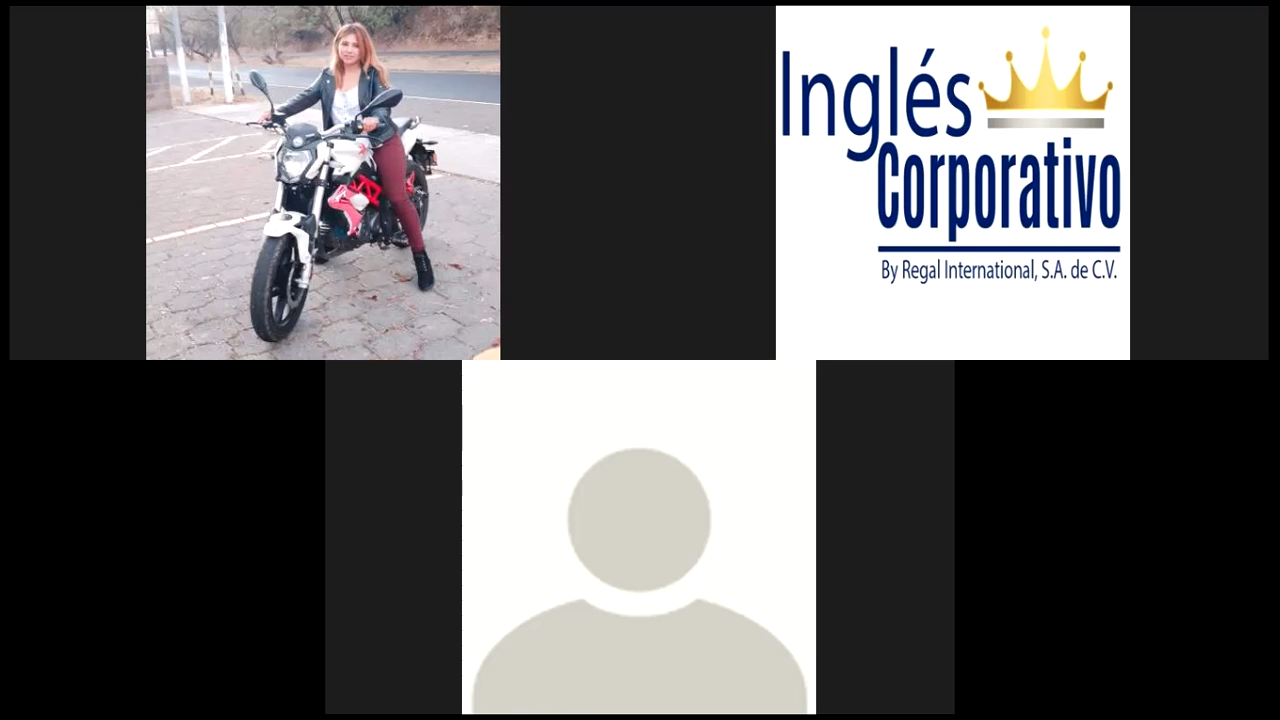 Inglés
Corporativo
By Regal International, S.A. de C.V.